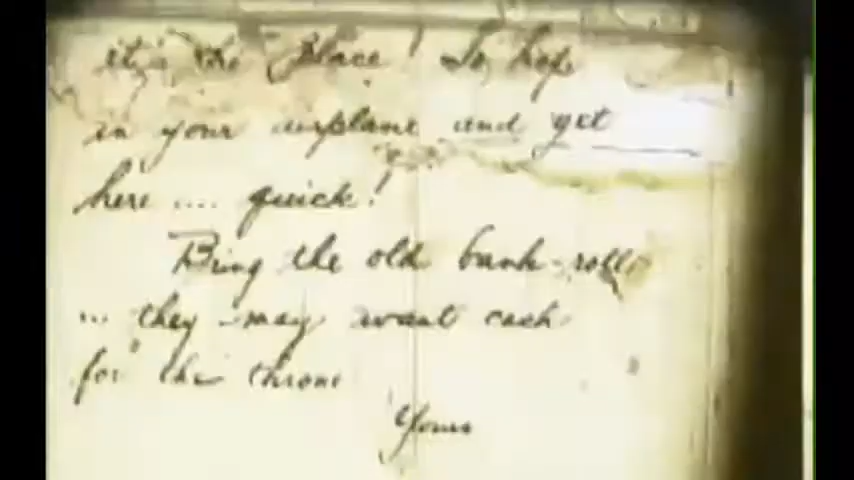 it's the place! So hop
in your airplane and get
here .... quick!
Bring the old bank-roll
... they may want cash
for the throne
Yours